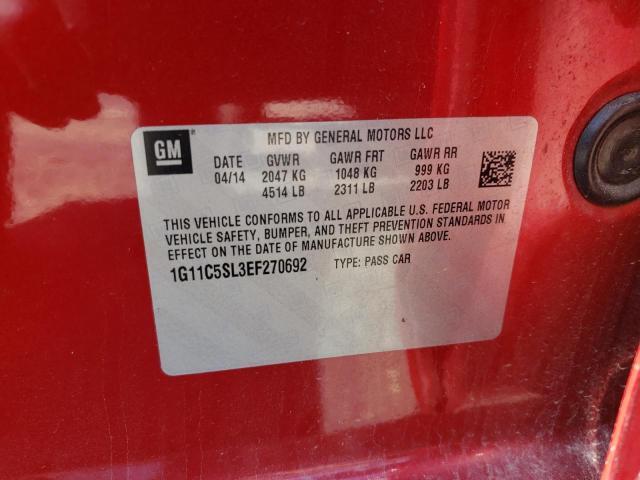 GM ®
MFD BY GENERAL MOTORS LLC
DATE GVWR GAWR FRT GAWR RR
04/14 2047 KG 1048 KG 999 KG
4514 LB 2311 LB 2203 LB
THIS VEHICLE CONFORMS TO ALL APPLICABLE U.S. FEDERAL MOTOR
VEHICLE SAFETY, BUMPER, AND THEFT PREVENTION STANDARDS IN
EFFECT ON THE DATE OF MANUFACTURE SHOWN ABOVE.
1G11C5SL3EF270692 TYPE: PASS CAR